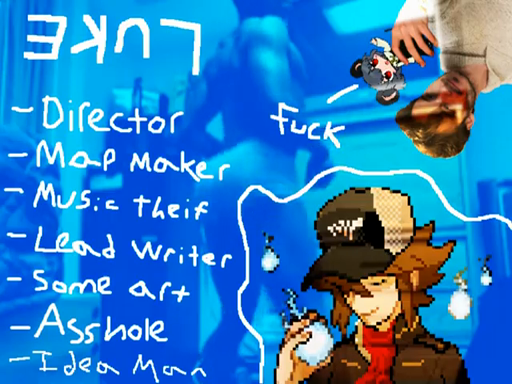 LUKE
- Director
- Map Maker
- Music theif
- Lead writer
- Some art
- Asshole
- Idea Man
Fuck